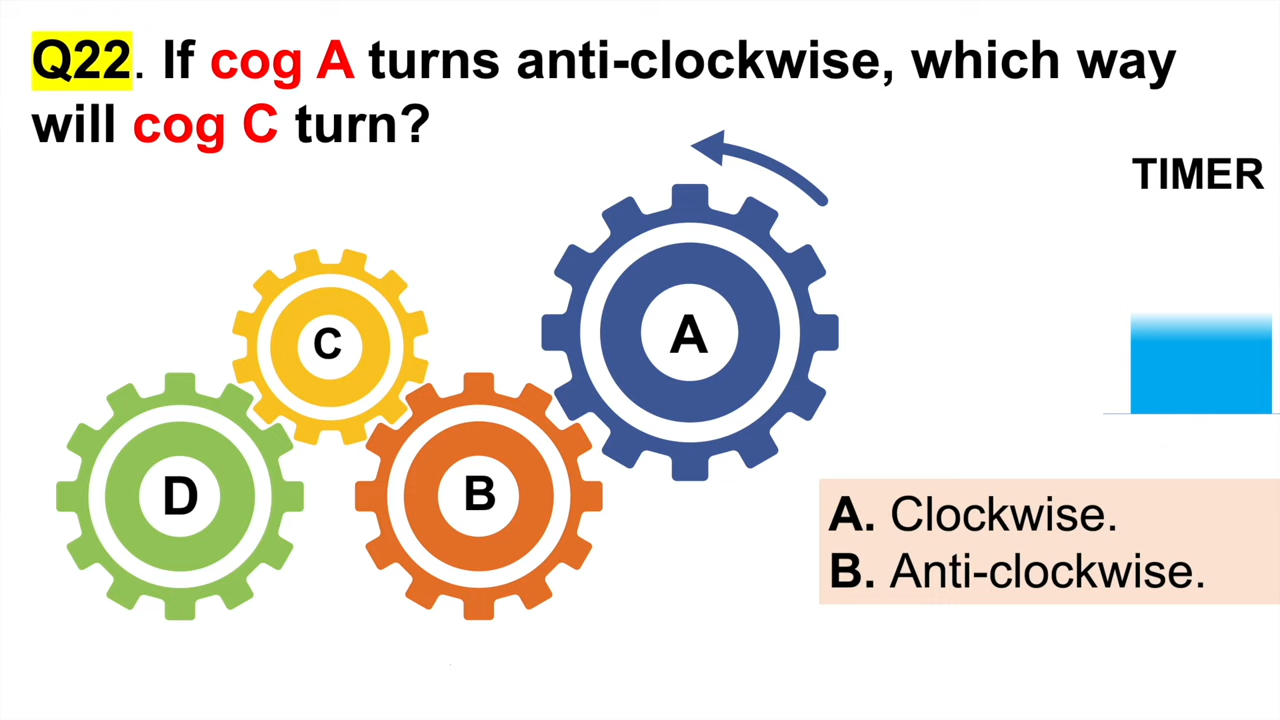 Q22. If cog A turns anti-clockwise, which way
will cog C turn?
TIMER
A
C
D
B
A. Clockwise.
B. Anti-clockwise.